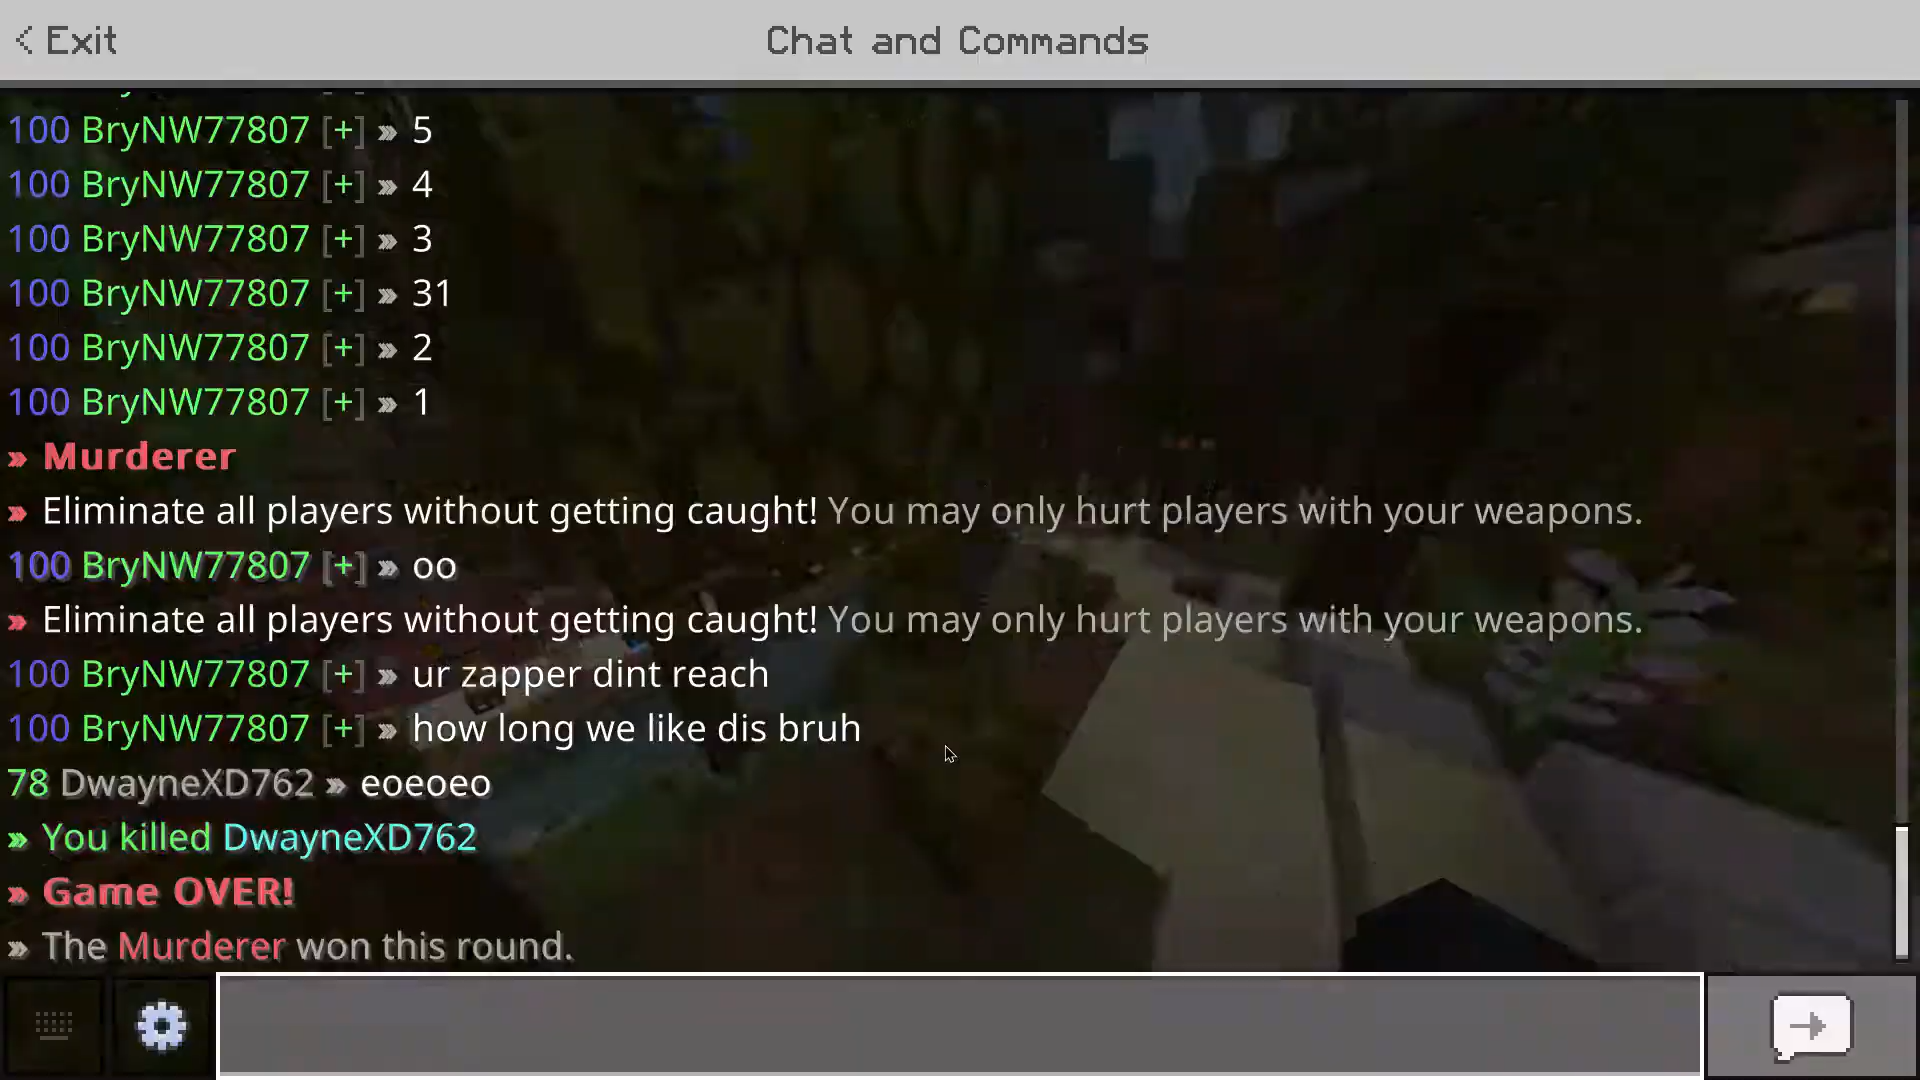 < Exit
Chat and Commands
100 BryNW77807 [+] » 5
100 BryNW77807 [+] » 4
100 BryNW77807 [+] » 3
100 BryNW77807 [+] » 31
100 BryNW77807 [+] » 2
100 BryNW77807 [+] » 1
» Murderer
» Eliminate all players without getting caught! You may only hurt players with your weapons.
100 BryNW77807 [+] » oo
» Eliminate all players without getting caught! You may only hurt players with your weapons.
100 BryNW77807 [+] » ur zapper dint reach
100 BryNW77807 [+] » how long we like dis bruh
78 DwayneXD762 » eoeoeo
» You killed DwayneXD762
» Game OVER!
» The Murderer won this round.